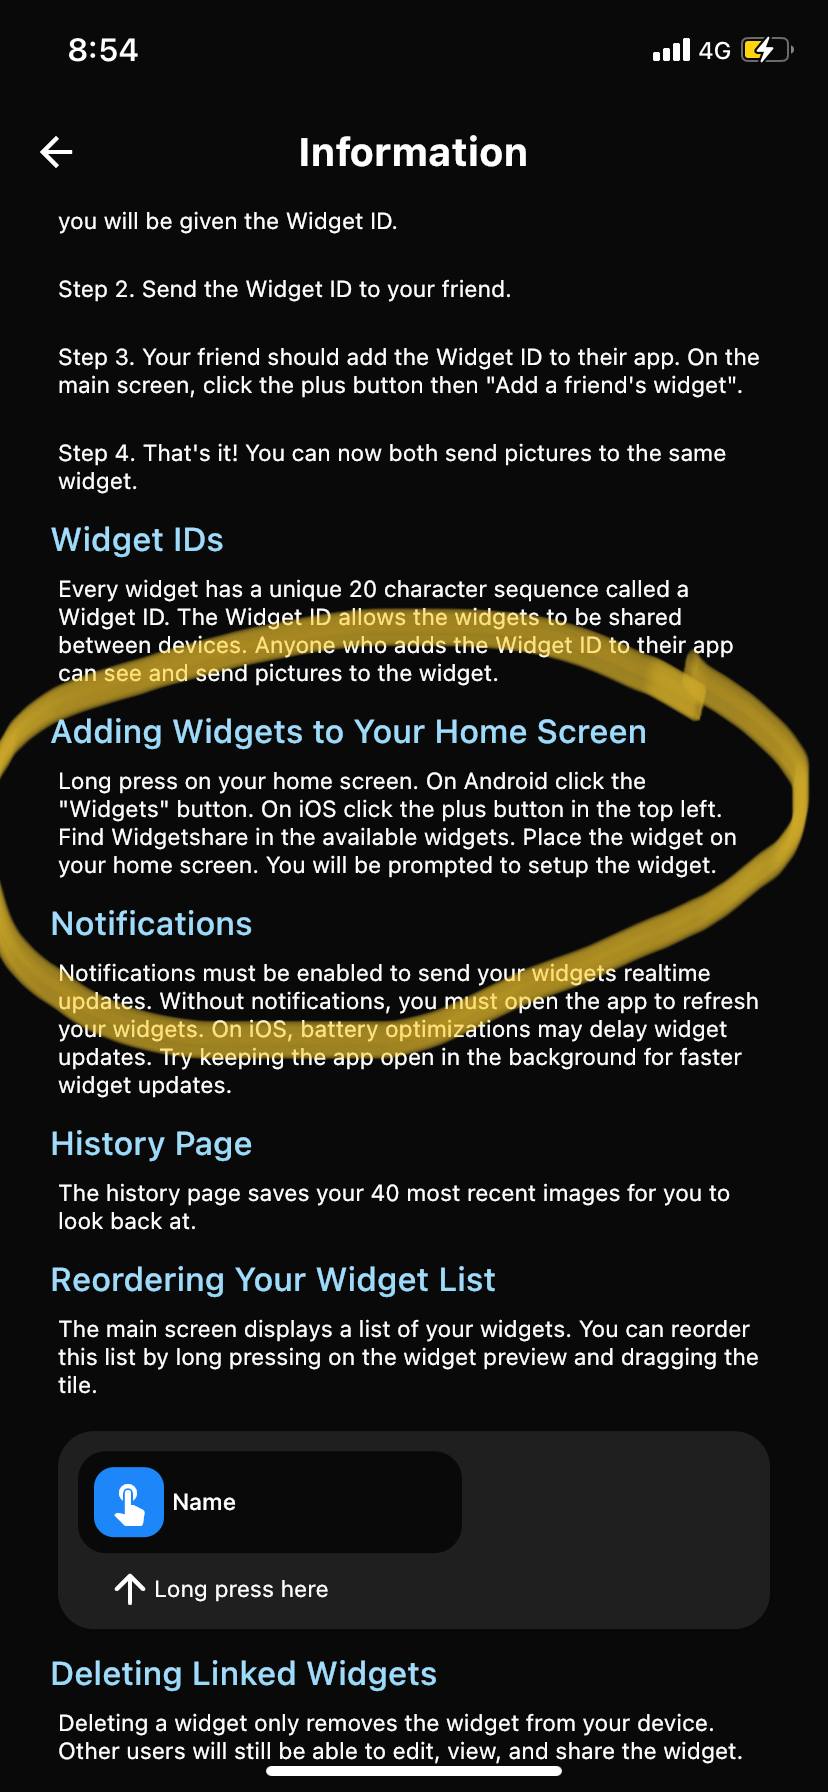 8:54
4G
Information
you will be given the Widget ID.
Step 2. Send the Widget ID to your friend.
Step 3. Your friend should add the Widget ID to their app. On the
main screen, click the plus button then "Add a friend's widget".
Step 4. That's it! You can now both send pictures to the same
widget.
Widget IDs
Every widget has a unique 20 character sequence called a
Widget ID. The Widget ID allows the widgets to be shared
between devices. Anyone who adds the Widget ID to their app
can see and send pictures to the widget.
Adding Widgets to Your Home Screen
Long press on your home screen. On Android click the
"Widgets" button. On iOS click the plus button in the top left.
Find Widgetshare in the available widgets. Place the widget on
your home screen. You will be prompted to setup the widget.
Notifications
Notifications must be enabled to send your widgets realtime
updates. Without notifications, you must open the app to refresh
your widgets. On iOS, battery optimizations may delay widget
updates. Try keeping the app open in the background for faster
widget updates.
History Page
The history page saves your 40 most recent images for you to
look back at.
Reordering Your Widget List
The main screen displays a list of your widgets. You can reorder
this list by long pressing on the widget preview and dragging the
tile.
Name
Long press here
Deleting Linked Widgets
Deleting a widget only removes the widget from your device.
Other users will still be able to edit, view, and share the widget.